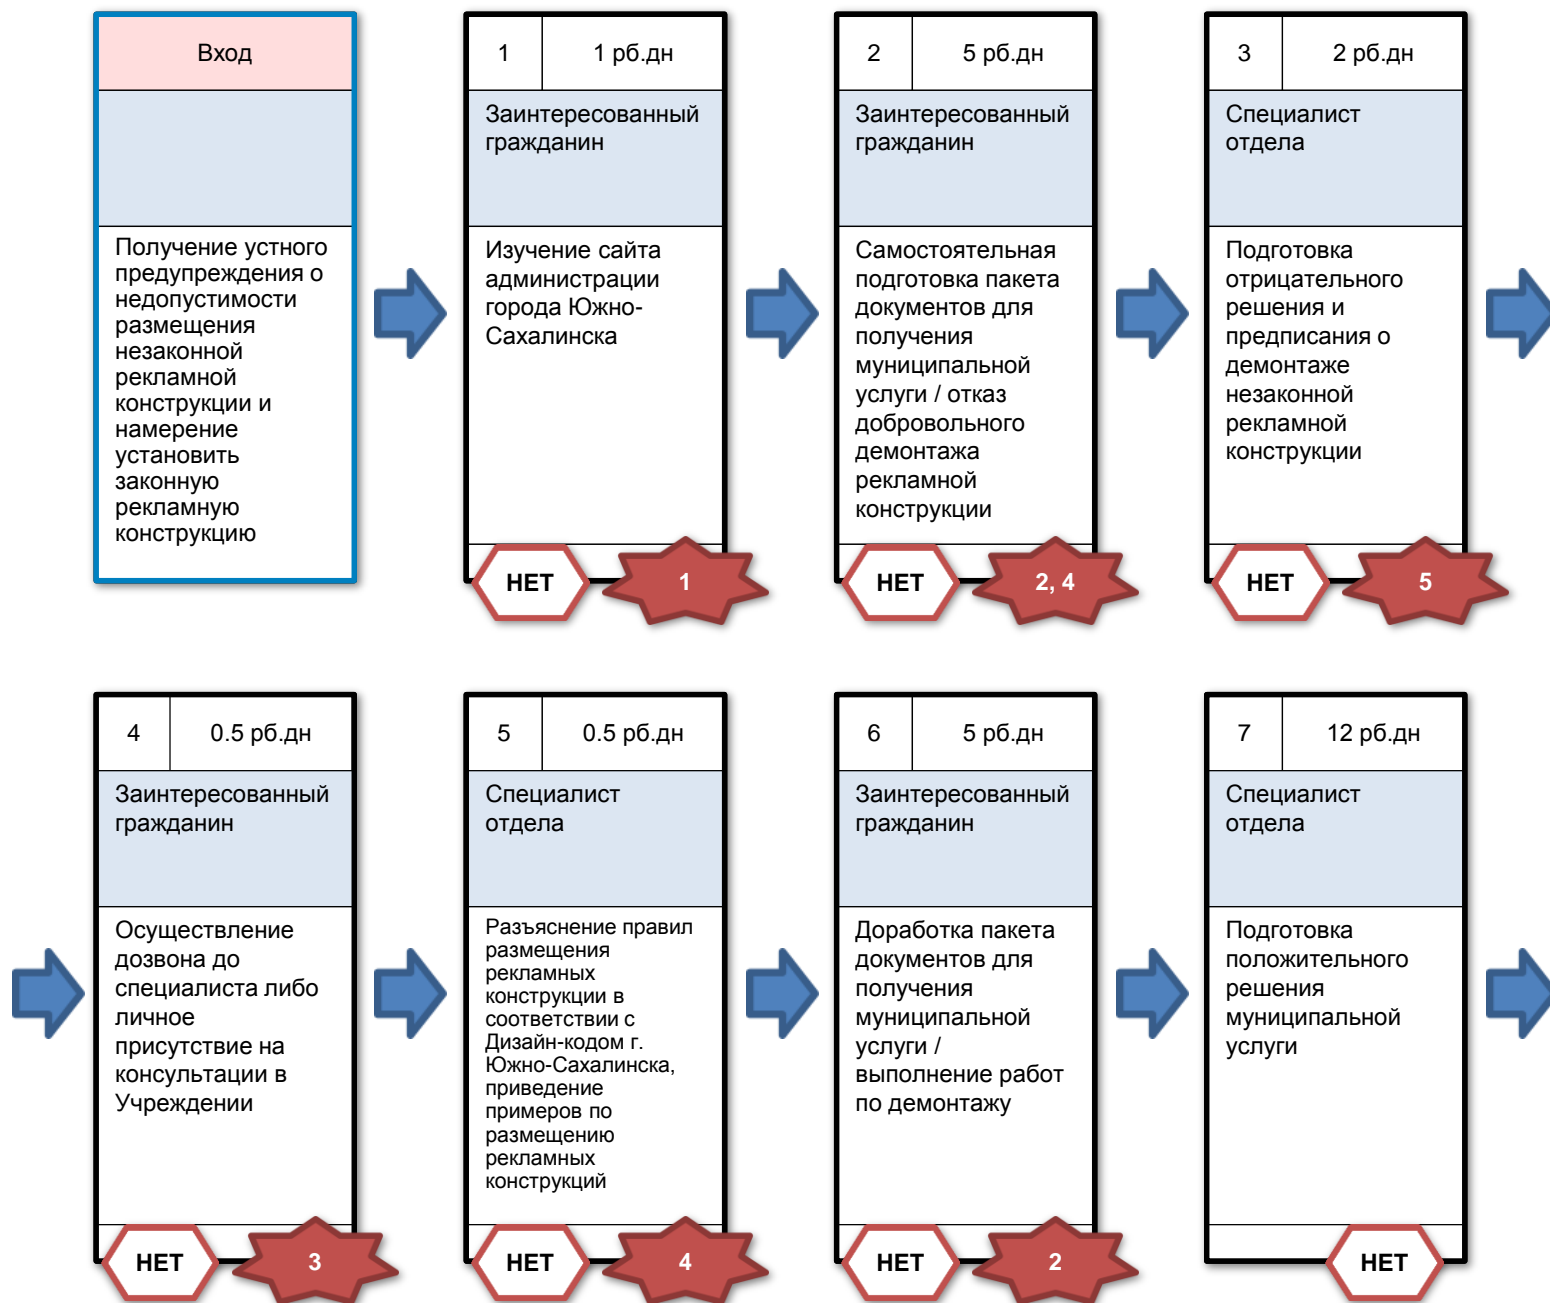 Вход
Получение устного
предупреждения о
недопустимости
размещения
незаконной
рекламной
конструкции и
намерение
установить
законную
рекламную
конструкцию
1
1 рб.дн
Заинтересованный
гражданин
Изучение сайта
администрации
города Южно-
Сахалинска
НЕТ
1
2
5 рб.дн
Заинтересованный
гражданин
Самостоятельная
подготовка пакета
документов для
получения
муниципальной
услуги / отказ
добровольного
демонтажа
рекламной
конструкции
НЕТ
2, 4
3
2 рб.дн
Специалист
отдела
Подготовка
отрицательного
решения и
предписания о
демонтаже
незаконной
рекламной
конструкции
НЕТ
5
4
0.5 рб.дн
Заинтересованный
гражданин
Осуществление
дозвона до
специалиста либо
личное
присутствие на
консультации в
Учреждении
НЕТ
3
5
0.5 рб.дн
Специалист
отдела
Разъяснение правил
размещения
рекламных
конструкции в
соответствии с
Дизайн-кодом г.
Южно-Сахалинска,
приведение
примеров по
размещению
рекламных
конструкций
НЕТ
4
6
5 рб.дн
Заинтересованный
гражданин
Доработка пакета
документов для
получения
муниципальной
услуги /
выполнение работ
по демонтажу
НЕТ
2
7
12 рб.дн
Специалист
отдела
Подготовка
положительного
решения
муниципальной
услуги
НЕТ